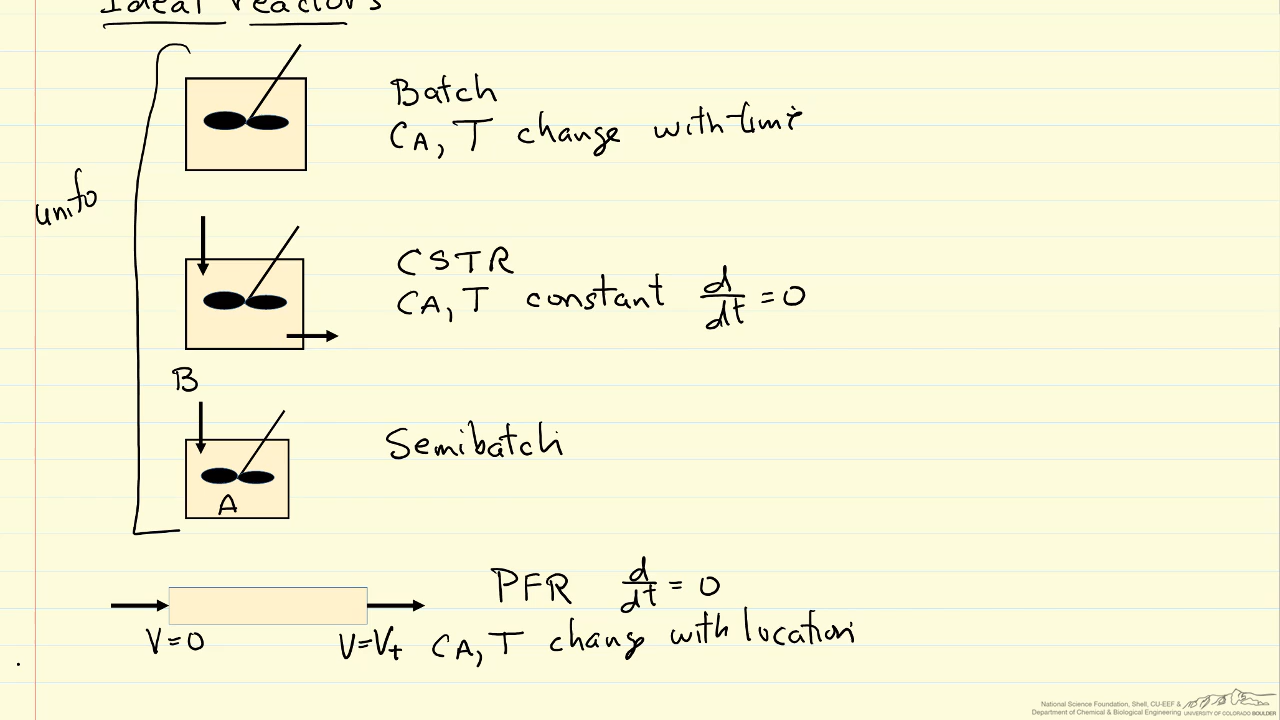 Ideal reactors
Batch
CA, T change with time
unifo
CSTR
CA, T constant d/dt = 0
B
Semibatch
A
PFR d/dt = 0
V=0 V=Vt CA, T change with location
National Science Foundation, Shell, CU-EEF &
Department of Chemical & Biological Engineering UNIVERSITY OF COLORADO BOULDER